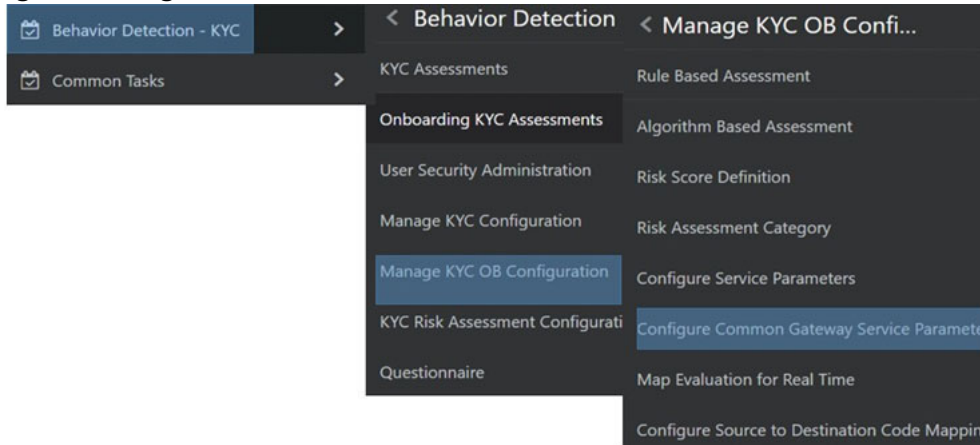 Behavior Detection - KYC
Common Tasks
Behavior Detection
KYC Assessments
Onboarding KYC Assessments
User Security Administration
Manage KYC Configuration
Manage KYC OB Configuration
KYC Risk Assessment Configurati
Questionnaire
Manage KYC OB Confi...
Rule Based Assessment
Algorithm Based Assessment
Risk Score Definition
Risk Assessment Category
Configure Service Parameters
Configure Common Gateway Service Paramete
Map Evaluation for Real Time
Configure Source to Destination Code Mappin